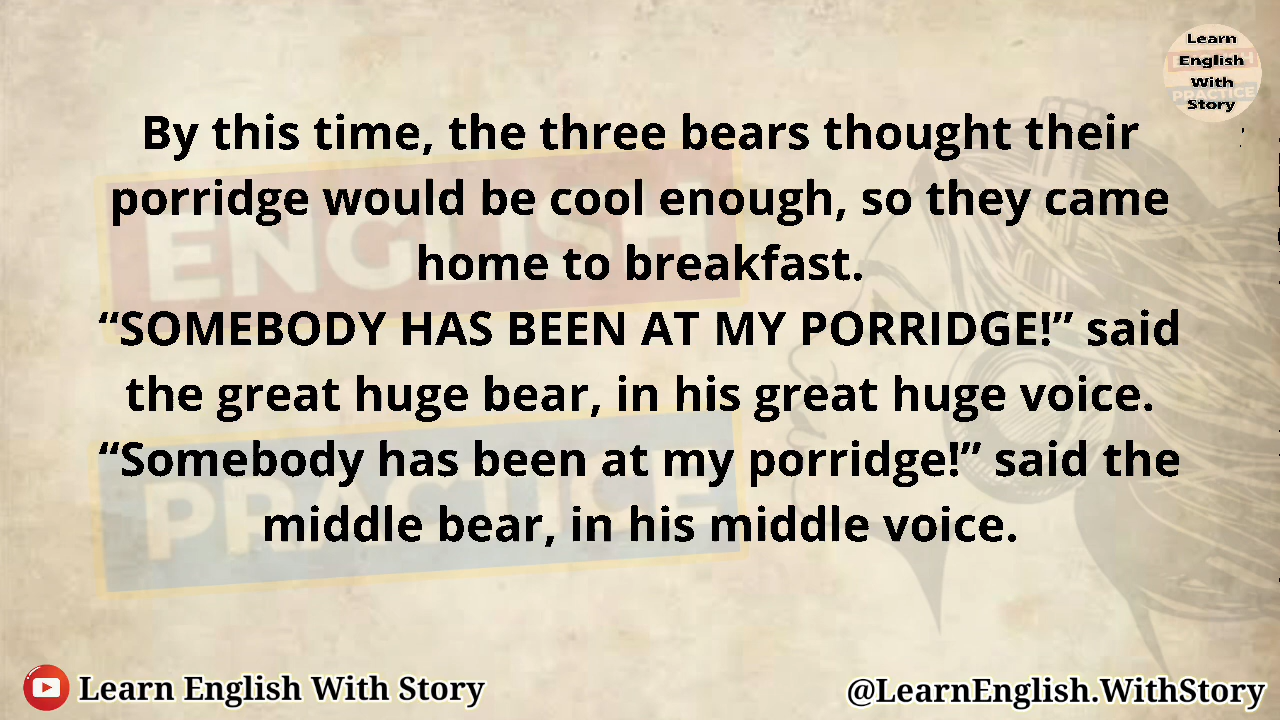 Learn
English
With
Story
PRACTICE
By this time, the three bears thought their
porridge would be cool enough, so they came
home to breakfast.
“SOMEBODY HAS BEEN AT MY PORRIDGE!” said
the great huge bear, in his great huge voice.
“Somebody has been at my porridge!” said the
middle bear, in his middle voice.
ENGLISH
PRACTICE
Learn English With Story
@LearnEnglish.WithStory